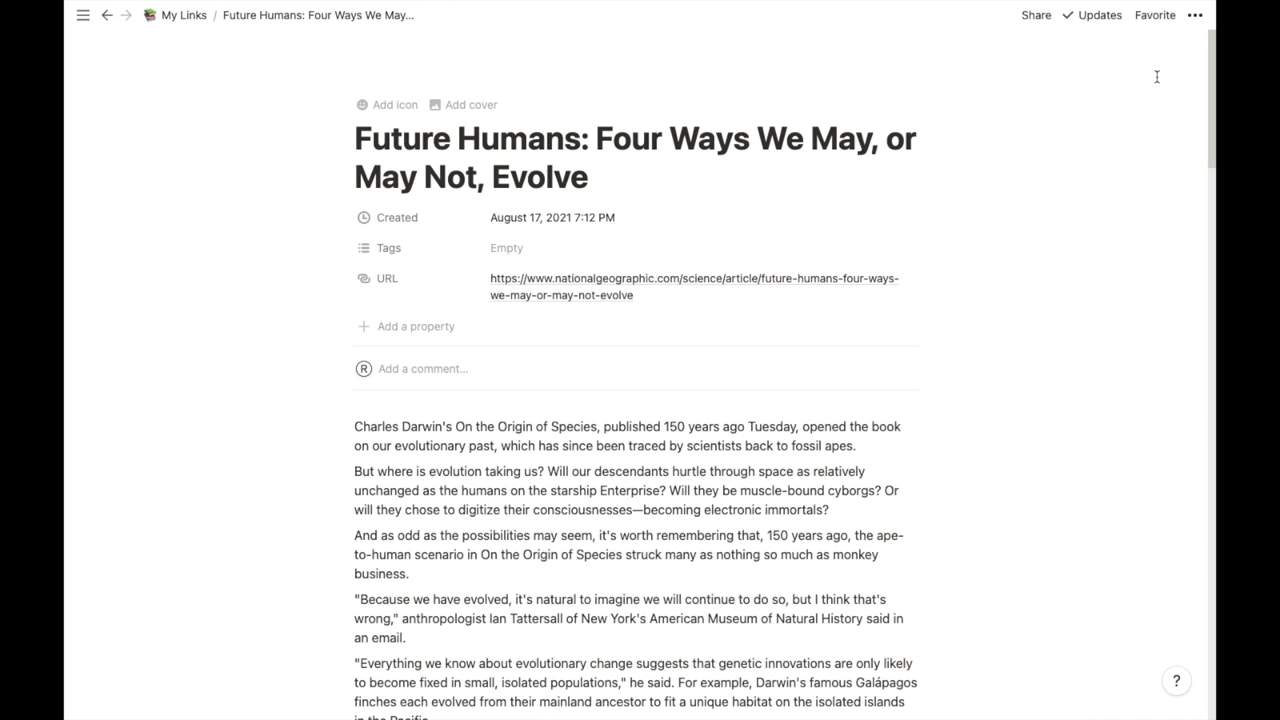 My Links / Future Humans: Four Ways We May...
Share Updates Favorite
Add icon Add cover
Future Humans: Four Ways We May, or
May Not, Evolve
Created August 17, 2021 7:12 PM
Tags Empty
URL https://www.nationalgeographic.com/science/article/future-humans-four-ways-
we-may-or-may-not-evolve
Add a property
R Add a comment...
Charles Darwin's On the Origin of Species, published 150 years ago Tuesday, opened the book
on our evolutionary past, which has since been traced by scientists back to fossil apes.
But where is evolution taking us? Will our descendants hurtle through space as relatively
unchanged as the humans on the starship Enterprise? Will they be muscle-bound cyborgs? Or
will they chose to digitize their consciousnesses—becoming electronic immortals?
And as odd as the possibilities may seem, it's worth remembering that, 150 years ago, the ape-
to-human scenario in On the Origin of Species struck many as nothing so much as monkey
business.
"Because we have evolved, it's natural to imagine we will continue to do so, but I think that's
wrong," anthropologist Ian Tattersall of New York's American Museum of Natural History said in
an email.
"Everything we know about evolutionary change suggests that genetic innovations are only likely
to become fixed in small, isolated populations," he said. For example, Darwin's famous Galápagos
finches each evolved from their mainland ancestor to fit a unique habitat on the isolated islands
in the Pacific.
?